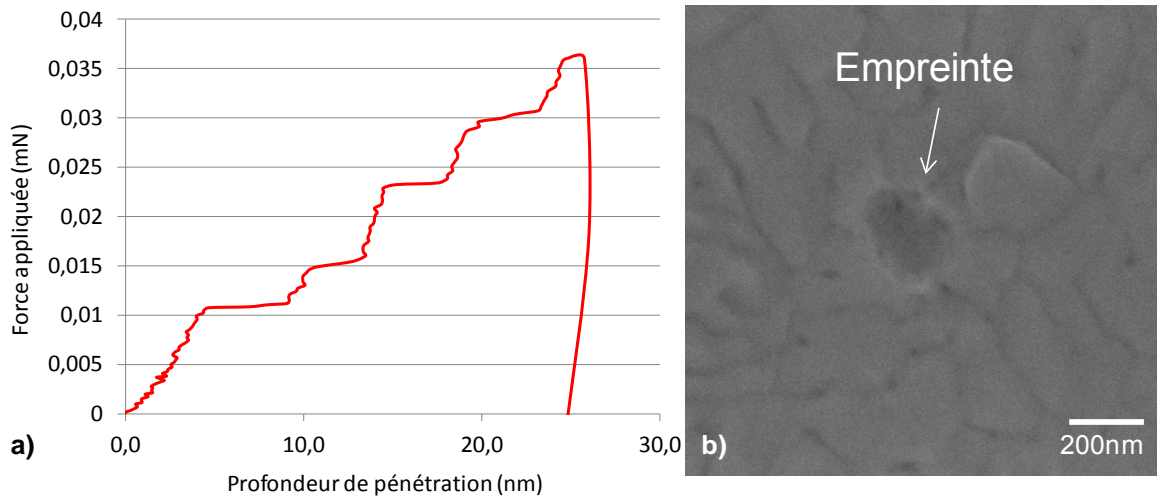 0,04
0,035
0,03
0,025
0,02
0,015
0,01
0,005
0
Force appliquée (mN)
0,0
10,0
20,0
30,0
Profondeur de pénétration (nm)
a)
Empreinte
b)
200nm